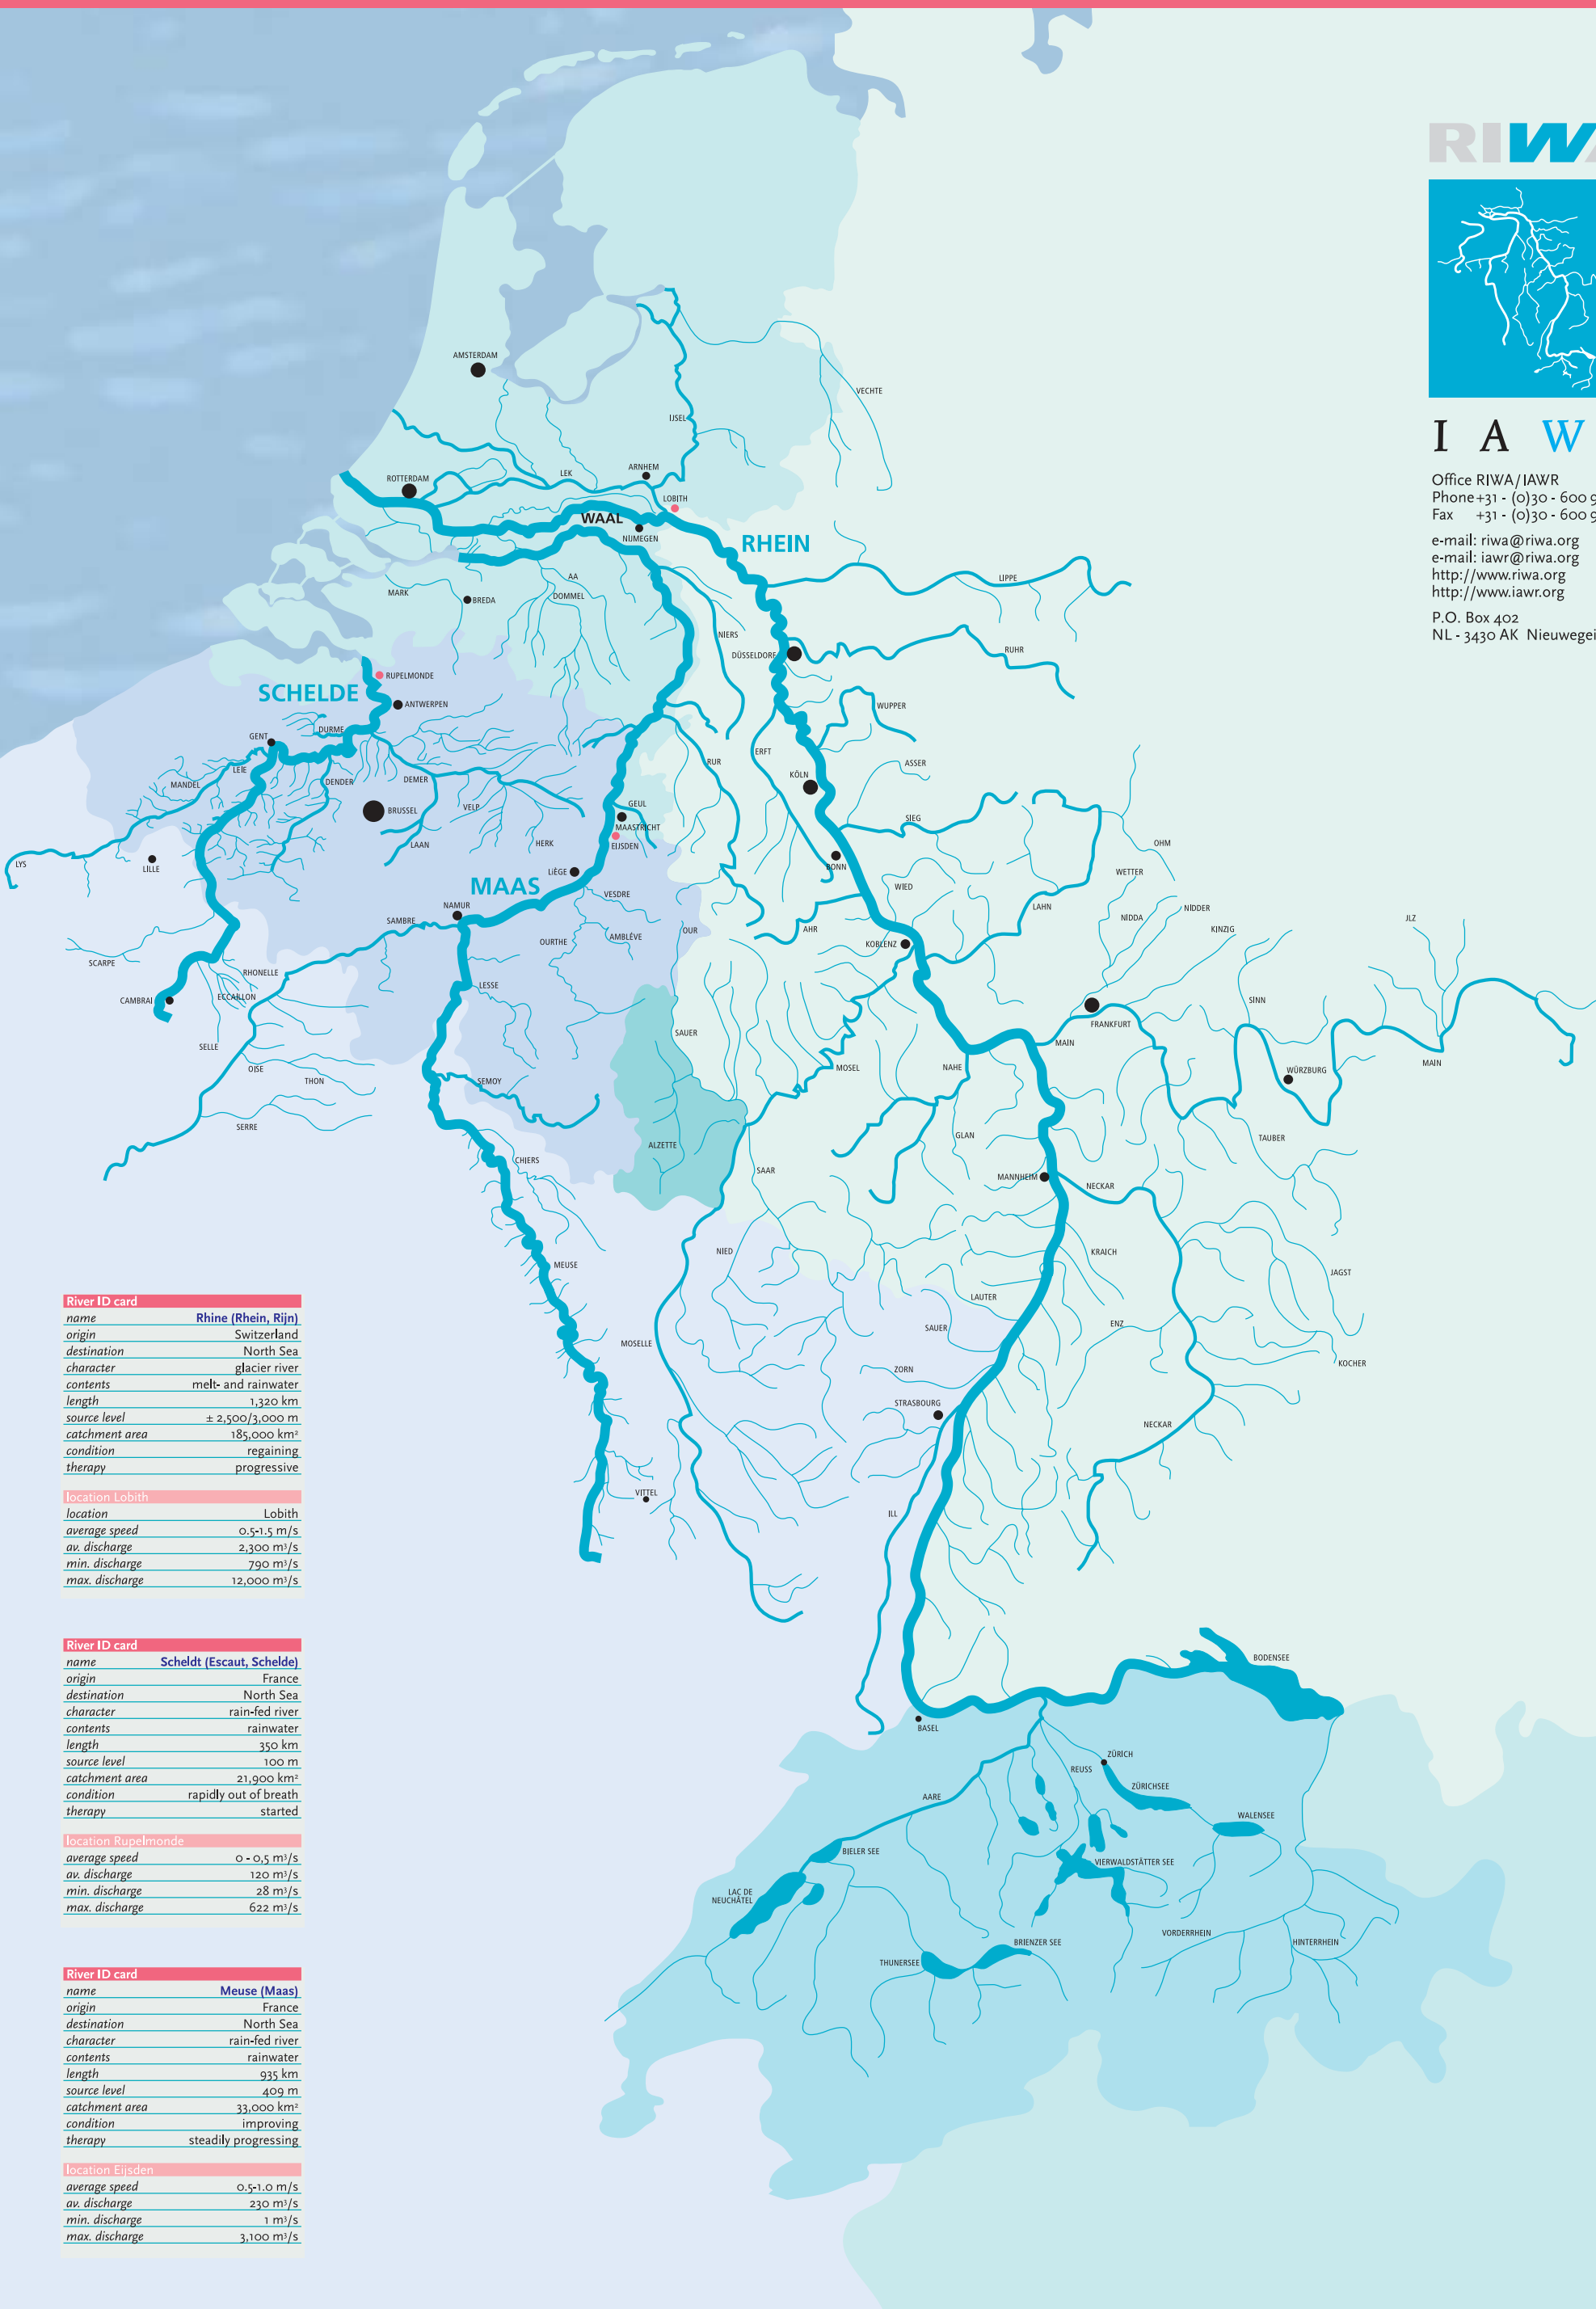 RIWA
I A W
Office RIWA/IAWR
Phone +31 - (0)30 - 600 9
Fax +31 - (0)30 - 600 9
e-mail: riwa@riwa.org
e-mail: iawr@riwa.org
http://www.riwa.org
http://www.iawr.org
P.O. Box 402
NL - 3430 AK Nieuwegei
AMSTERDAM
VECHTE
IJSEL
ARNHEM
LEK
ROTTERDAM
LOBITH
WAAL
NIJMEGEN
RHEIN
LIPPE
AA
MARK
DOMMEL
BREDA
NIERS
RUHR
DÜSSELDORF
RUPELMONDE
SCHELDE
ANTWERPEN
WUPPER
DURME
GENT
ERFT
RUR
ASSER
LEIE
KÖLN
DEMER
DENDER
MANDEL
GEUL
VELP
BRUSSEL
SIEG
MAASTRICHT
HERK
OHM
LAAN
EIJSDEN
LYS
LILLE
BONN
LIÈGE
WETTER
MAAS
WIED
VESDRE
NAMUR
LAHN
NIDDER
SAMBRE
NIDDA
JLZ
OUR
AHR
KINZIG
AMBLÈVE
OURTHE
KOBLENZ
SCARPE
RHONELLE
LESSE
ECCAILLON
CAMBRAI
SINN
FRANKFURT
SAUER
SELLE
MAIN
MAIN
OISE
MOSEL
NAHE
WÜRZBURG
THON
SEMOY
SERRE
GLAN
TAUBER
ALZETTE
CHIERS
SAAR
MANNHEIM
NECKAR
NIED
KRAICH
MEUSE
JAGST
LAUTER
ENZ
SAUER
MOSELLE
KOCHER
ZORN
STRASBOURG
NECKAR
VITTEL
ILL
BODENSEE
BASEL
ZÜRICH
REUSS
ZÜRICHSEE
AARE
WALENSEE
BIELER SEE
VIERWALDSTÄTTER SEE
LAC DE
NEUCHÂTEL
VORDERRHEIN
BRIENZER SEE
HINTERRHEIN
THUNERSEE
River ID card
name Rhine (Rhein, Rijn)
origin Switzerland
destination North Sea
character glacier river
contents melt- and rainwater
length 1,320 km
source level ± 2,500/3,000 m
catchment area 185,000 km²
condition regaining
therapy progressive
location Lobith
location Lobith
average speed 0.5-1.5 m/s
av. discharge 2,300 m³/s
min. discharge 790 m³/s
max. discharge 12,000 m³/s
River ID card
name Scheldt (Escaut, Schelde)
origin France
destination North Sea
character rain-fed river
contents rainwater
length 350 km
source level 100 m
catchment area 21,900 km²
condition rapidly out of breath
therapy started
location Rupelmonde
average speed 0 - 0,5 m³/s
av. discharge 120 m³/s
min. discharge 28 m³/s
max. discharge 622 m³/s
River ID card
name Meuse (Maas)
origin France
destination North Sea
character rain-fed river
contents rainwater
length 935 km
source level 409 m
catchment area 33,000 km²
condition improving
therapy steadily progressing
location Eijsden
average speed 0.5-1.0 m/s
av. discharge 230 m³/s
min. discharge 1 m³/s
max. discharge 3,100 m³/s